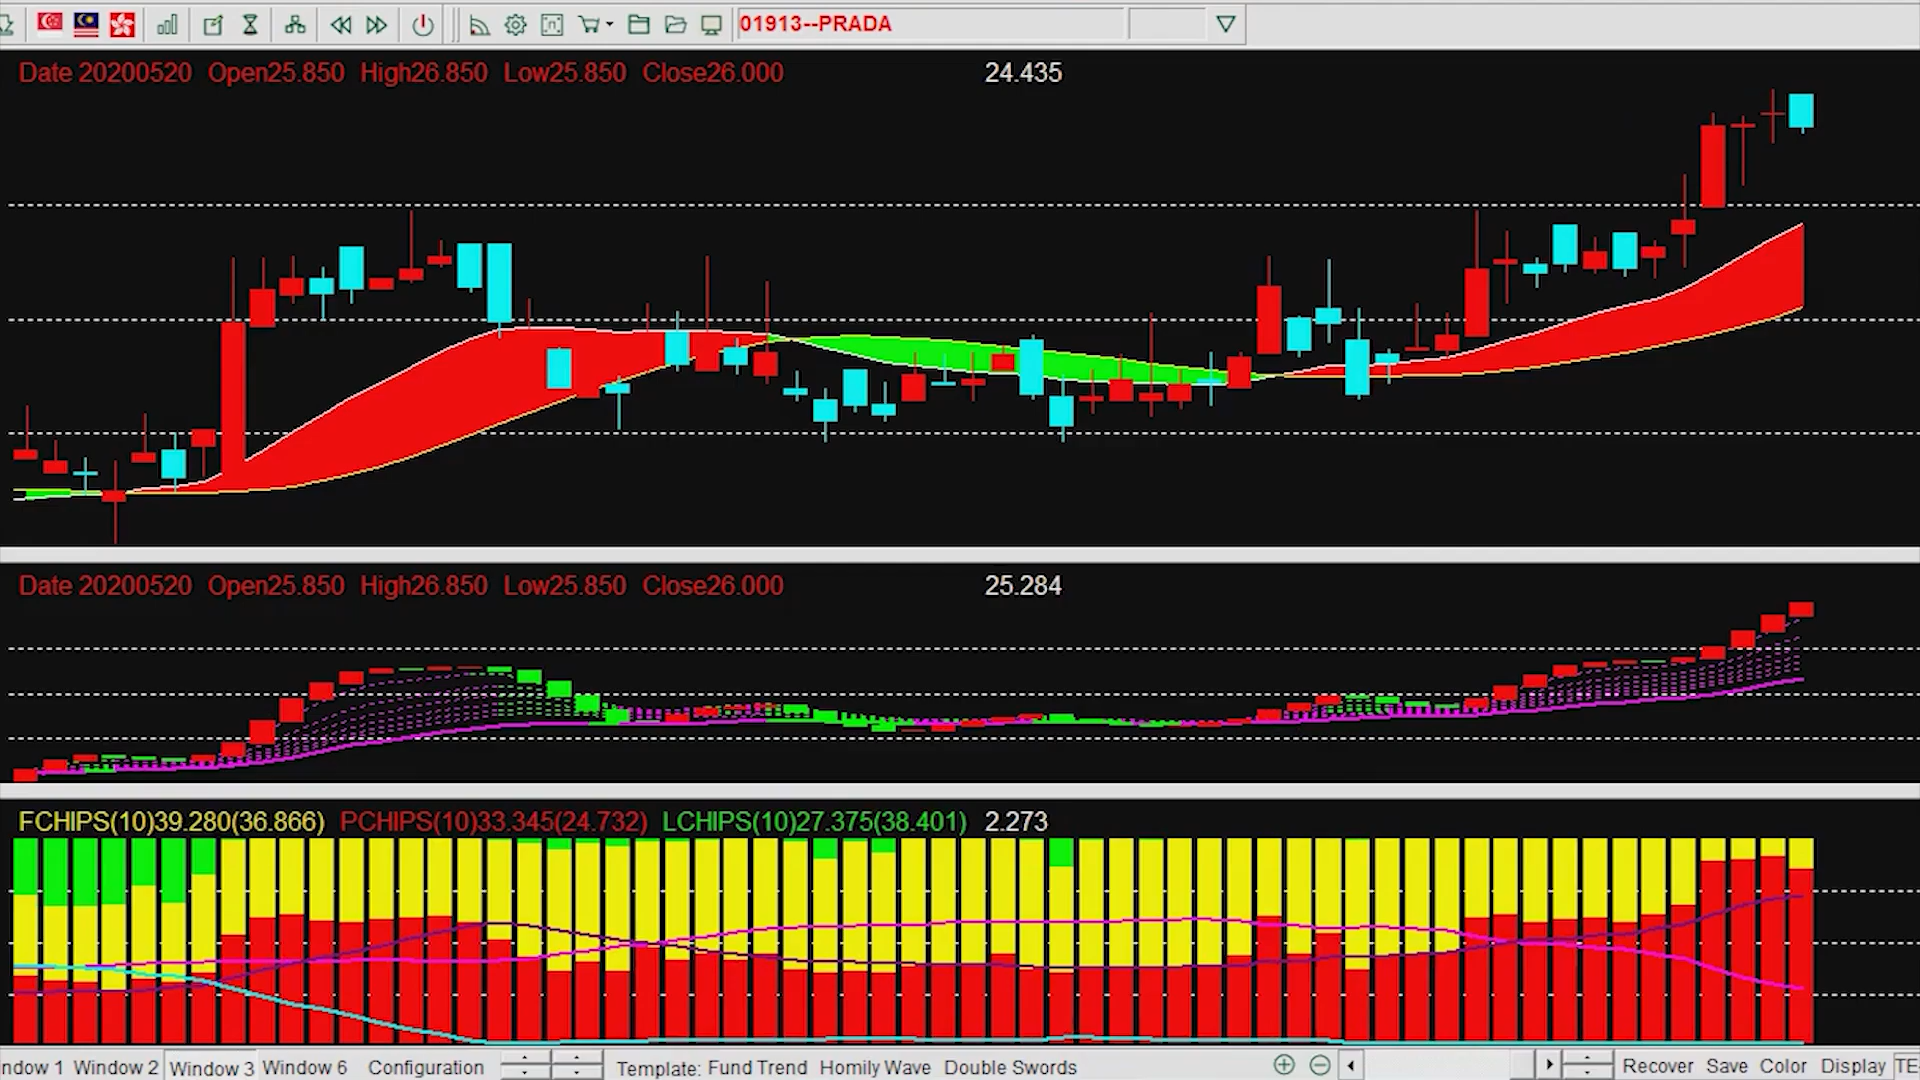 01913--PRADA
Date 20200520 Open25.850 High26.850 Low25.850 Close26.000 24.435
Date 20200520 Open25.850 High26.850 Low25.850 Close26.000 25.284
FCHIPS(10)39.280(36.866) PCHIPS(10)33.345(24.732) LCHIPS(10)27.375(38.401) 2.273
ndow 1 Window 2 Window 3 Window 6 Configuration Template: Fund Trend Homily Wave Double Swords Recover Save Color Display TE